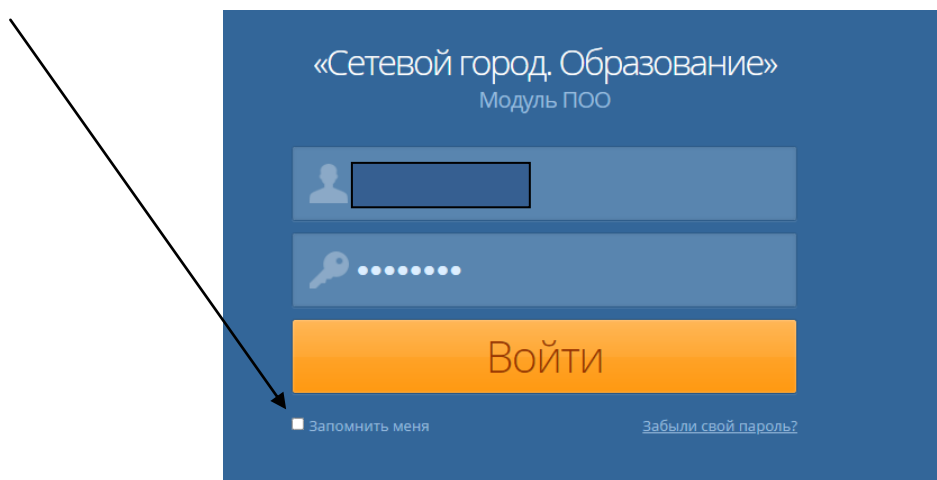 «Сетевой город. Образование»
Модуль ПОО
••••••••
Войти
Запомнить меня
Забыли свой пароль?